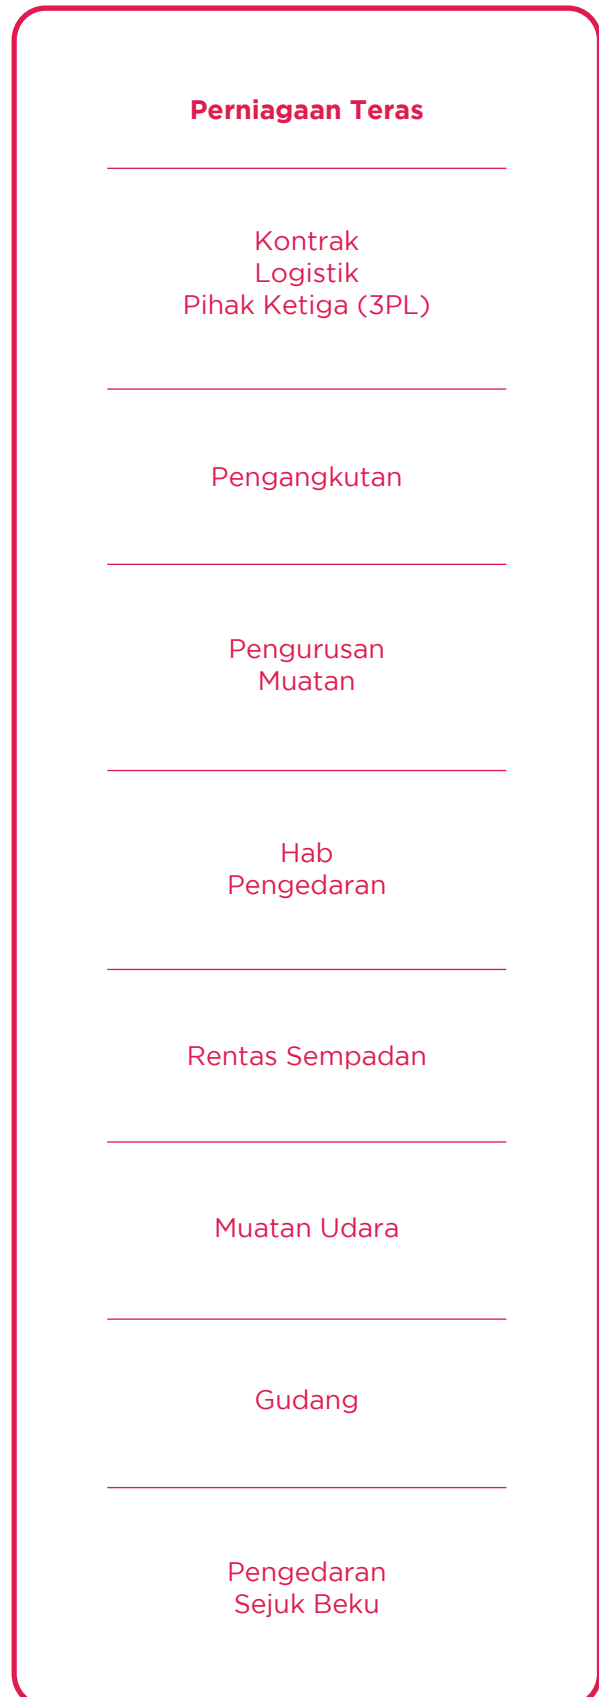 Perniagaan Teras
Kontrak
Logistik
Pihak Ketiga (3PL)
Pengangkutan
Pengurusan
Muatan
Hab
Pengedaran
Rentas Sempadan
Muatan Udara
Gudang
Pengedaran
Sejuk Beku